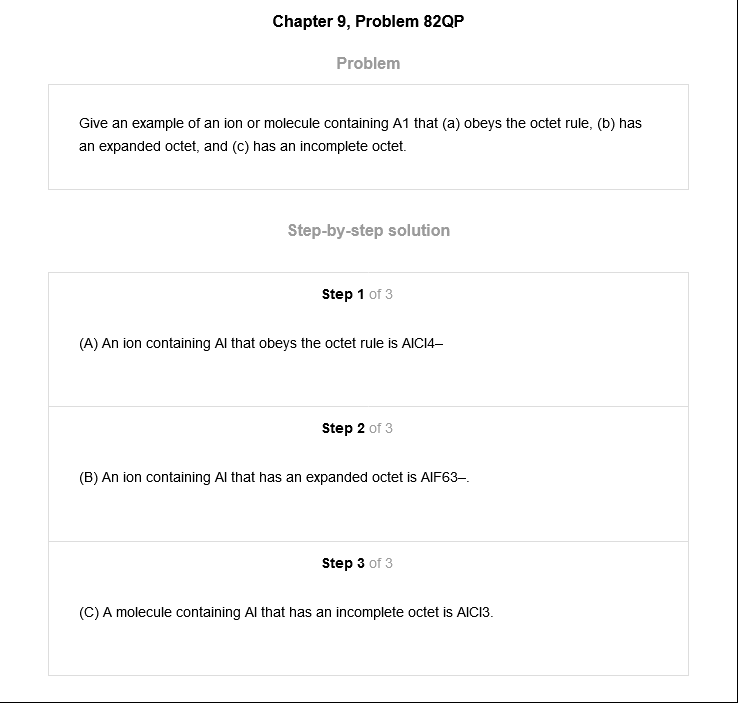 Chapter 9, Problem 82QP
Problem
Give an example of an ion or molecule containing A1 that (a) obeys the octet rule, (b) has
an expanded octet, and (c) has an incomplete octet.
Step-by-step solution
Step 1 of 3
(A) An ion containing Al that obeys the octet rule is AlCl4–
Step 2 of 3
(B) An ion containing Al that has an expanded octet is AlF63–.
Step 3 of 3
(C) A molecule containing Al that has an incomplete octet is AlCl3.